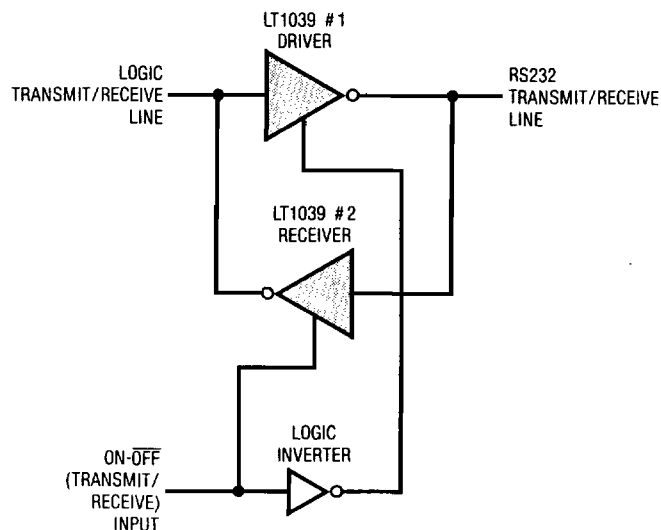 LT1039 #1
DRIVER
LOGIC
TRANSMIT/RECEIVE
LINE
RS232
TRANSMIT/RECEIVE
LINE
LT1039 #2
RECEIVER
LOGIC
INVERTER
ON-OFF
(TRANSMIT/
RECEIVE)
INPUT